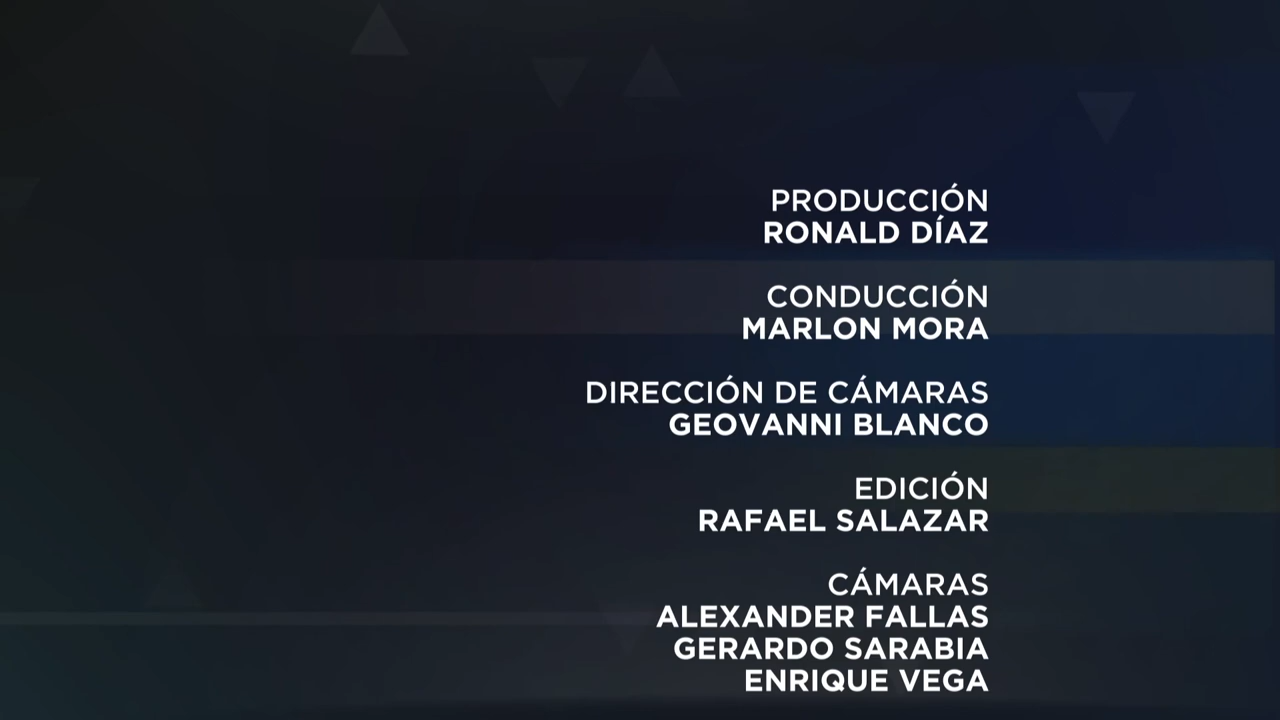 PRODUCCIÓN
RONALD DÍAZ
CONDUCCIÓN
MARLON MORA
DIRECCIÓN DE CÁMARAS
GEOVANNI BLANCO
EDICIÓN
RAFAEL SALAZAR
CÁMARAS
ALEXANDER FALLAS
GERARDO SARABIA
ENRIQUE VEGA